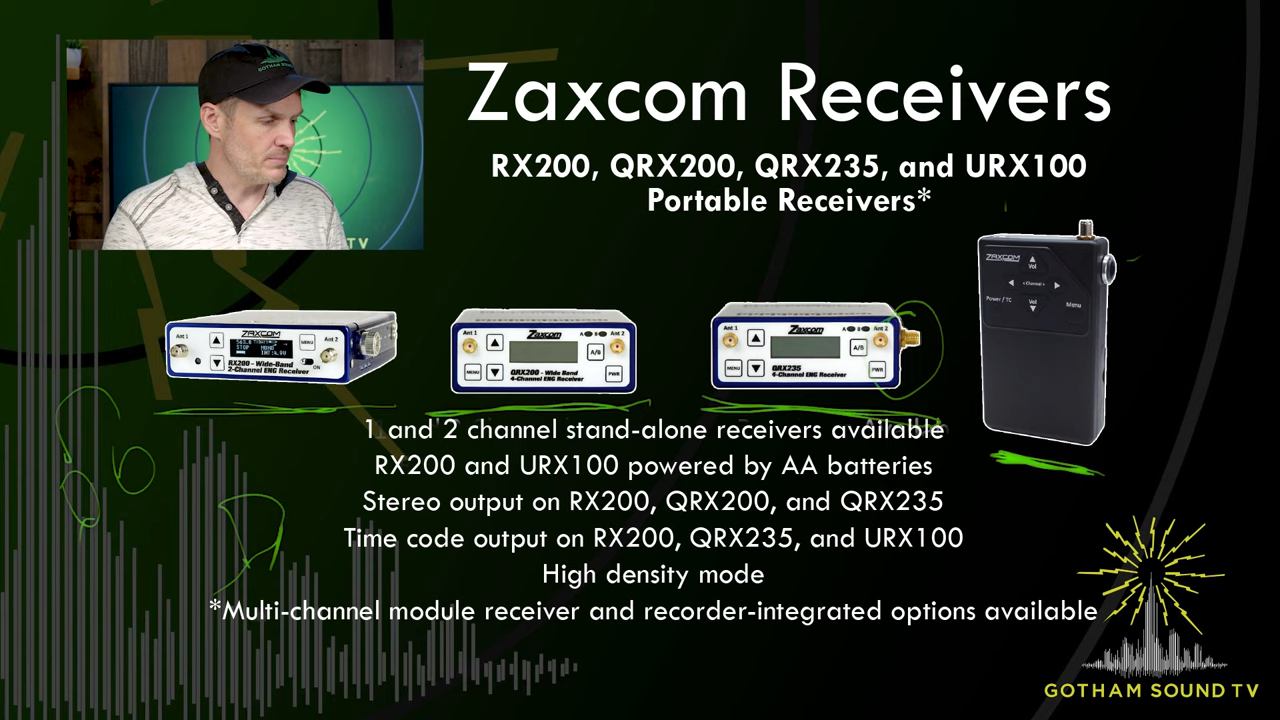 GOTHAM SOUND
TV
Zaxcom Receivers
RX200, QRX200, QRX235, and URX100
Portable Receivers*
ZAXCOM
Ant 1
MENU
Ant 2
ON
RX200 - Wide-Band
2-Channel ENG Receiver
Ant 1
Zaxcom
A
B
Ant 2
A/B
MENU
QRX200 - Wide Band
4-Channel ENG Receiver
PWR
Ant 1
Zaxcom
A
B
Ant 2
A/B
MENU
QRX235
4-Channel ENG Receiver
PWR
ZAXCOM
Vol
< Channel >
Power / TC
Vol
Menu
1 and 2 channel stand-alone receivers available
RX200 and URX100 powered by AA batteries
Stereo output on RX200, QRX200, and QRX235
Time code output on RX200, QRX235, and URX100
High density mode
*Multi-channel module receiver and recorder-integrated options available
GOTHAM SOUND TV